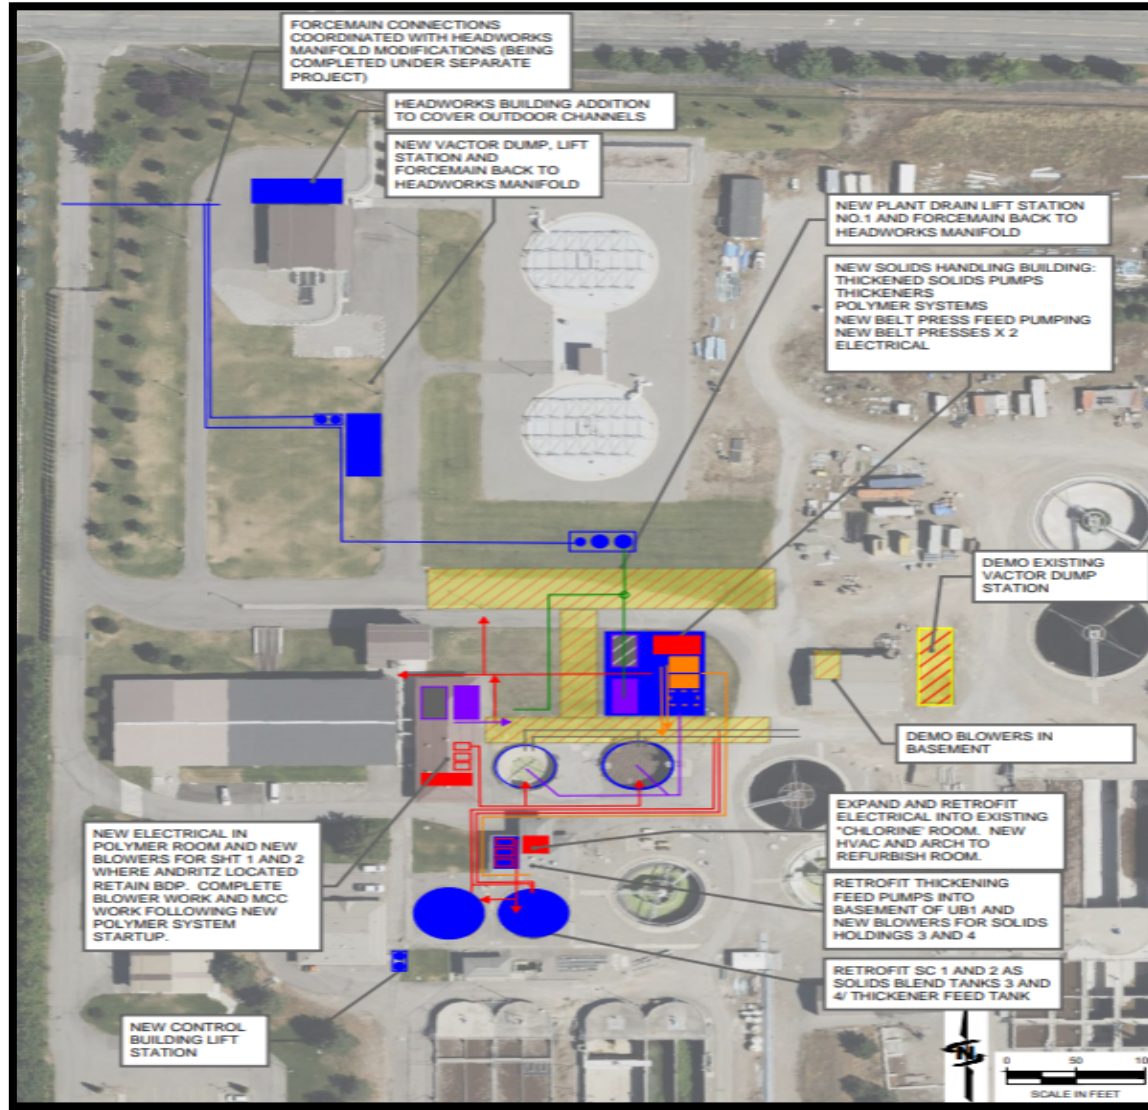 FORCEMAIN CONNECTIONS
COORDINATED WITH HEADWORKS
MANIFOLD MODIFICATIONS (BEING
COMPLETED UNDER SEPARATE
PROJECT)
HEADWORKS BUILDING ADDITION
TO COVER OUTDOOR CHANNELS
NEW VACTOR DUMP, LIFT
STATION AND
FORCEMAIN BACK TO
HEADWORKS MANIFOLD
NEW PLANT DRAIN LIFT STATION
NO.1 AND FORCEMAIN BACK TO
HEADWORKS MANIFOLD
NEW SOLIDS HANDLING BUILDING:
THICKENED SOLIDS PUMPS
THICKENERS
POLYMER SYSTEMS
NEW BELT PRESS FEED PUMPING
NEW BELT PRESSES X 2
ELECTRICAL
DEMO EXISTING
VACTOR DUMP
STATION
DEMO BLOWERS IN
BASEMENT
EXPAND AND RETROFIT
ELECTRICAL INTO EXISTING
"CHLORINE' ROOM. NEW
HVAC AND ARCH TO
REFURBISH ROOM.
NEW ELECTRICAL IN
POLYMER ROOM AND NEW
BLOWERS FOR SHT 1 AND 2
WHERE ANDRITZ LOCATED
RETAIN BDP. COMPLETE
BLOWER WORK AND MCC
WORK FOLLOWING NEW
POLYMER SYSTEM
STARTUP.
RETROFIT THICKENING
FEED PUMPS INTO
BASEMENT OF UB1 AND
NEW BLOWERS FOR SOLIDS
HOLDINGS 3 AND 4
RETROFIT SC 1 AND 2 AS
SOLIDS BLEND TANKS 3 AND
4/ THICKENER FEED TANK
NEW CONTROL
BUILDING LIFT
STATION
N
0 50 10
SCALE IN FEET